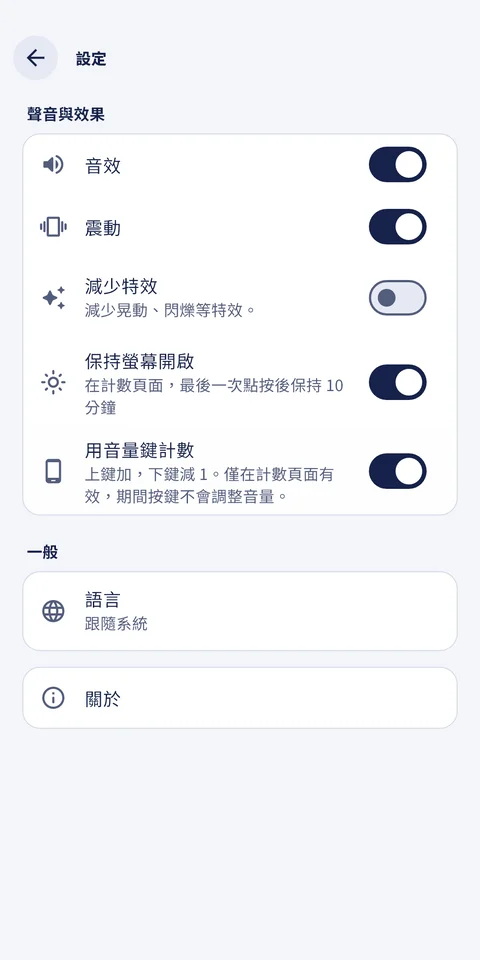 設定
聲音與效果
音效
震動
減少特效
減少晃動、閃爍等特效。
保持螢幕開啟
在計數頁面，最後一次點按後保持 10
分鐘
用音量鍵計數
上鍵加，下鍵減 1。僅在計數頁面有
效，期間按鍵不會調整音量。
一般
語言
跟隨系統
關於